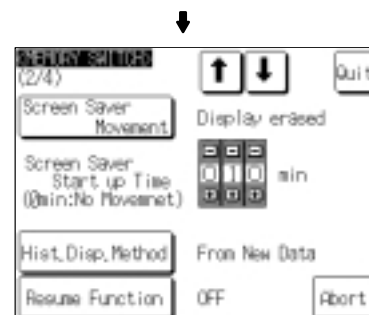 <MEMORY SWITCH>
(2/4)
Quit
Screen Saver
Movement
Display erased
Screen Saver
Start up Time
(0min:No Movemnet)
010 min
Hist.Disp.Method
From New Data
Resume Function
OFF
Abort